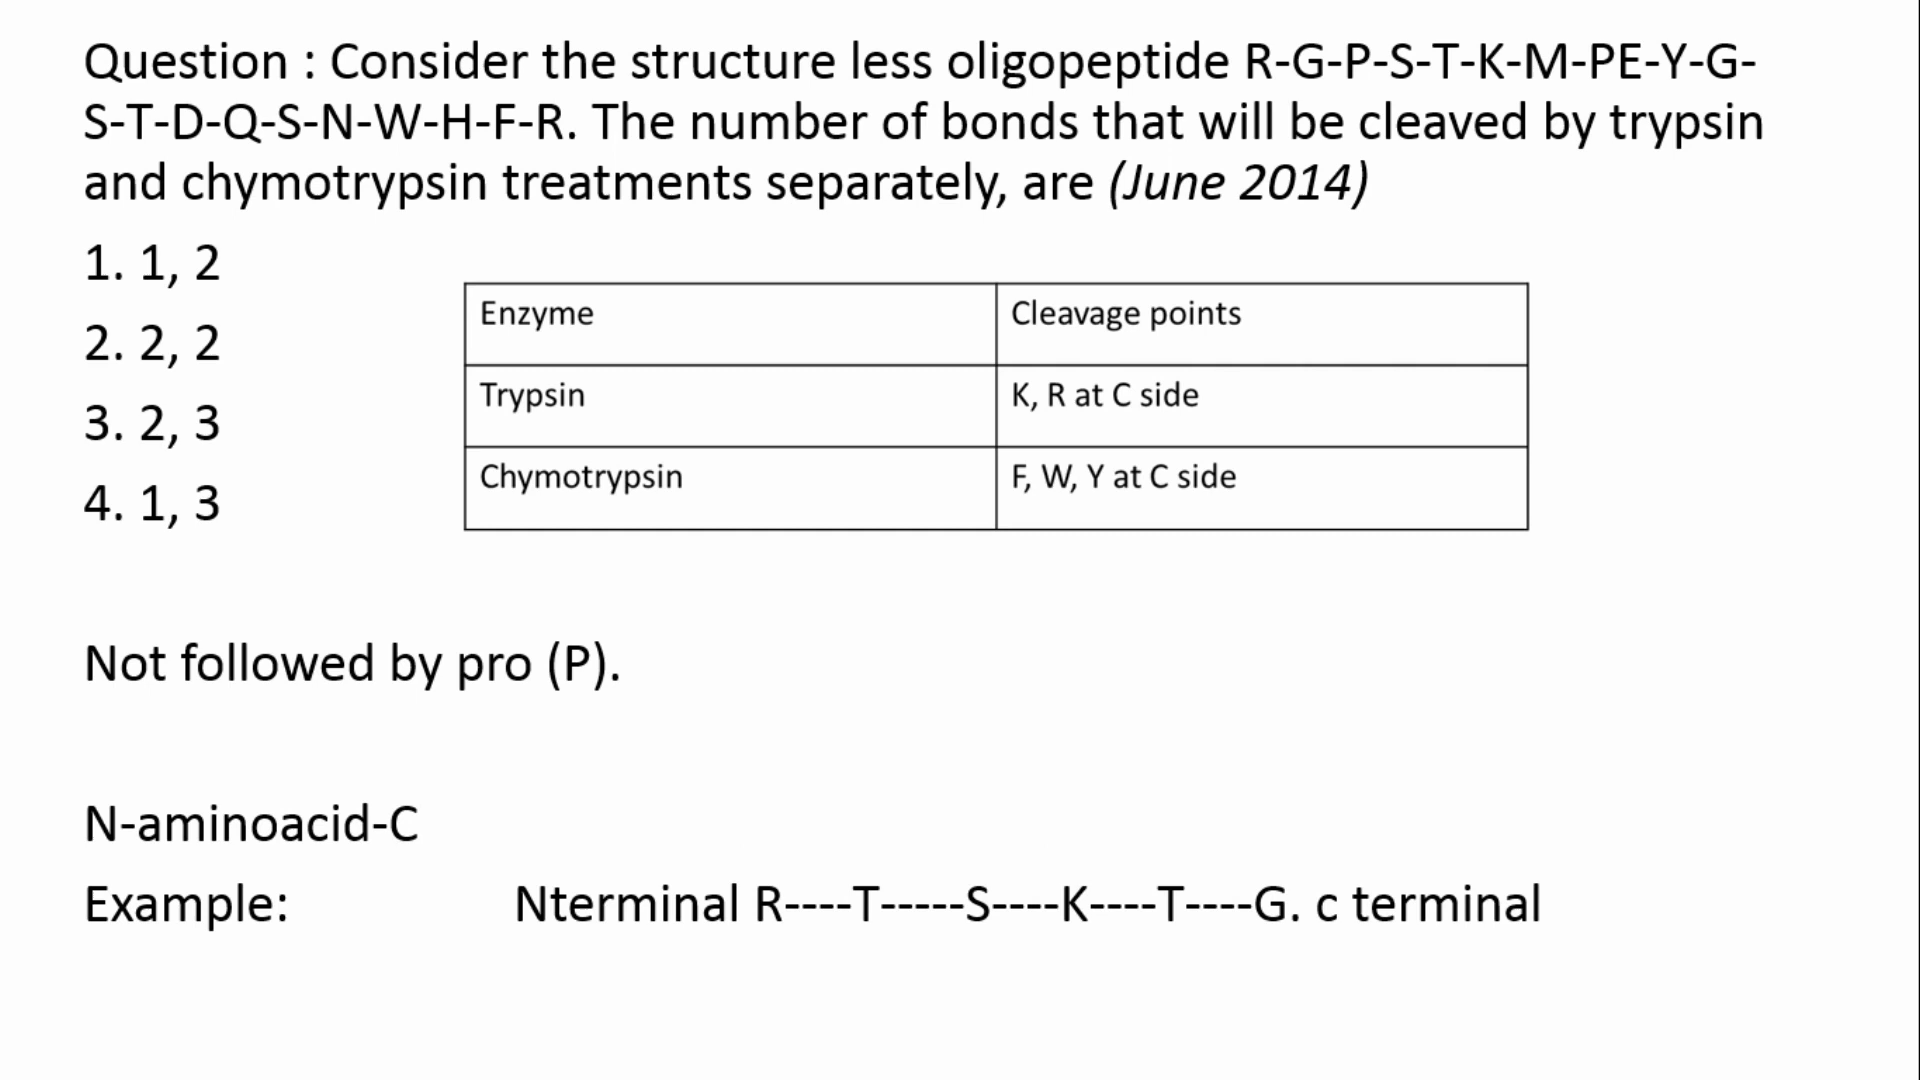 Question : Consider the structure less oligopeptide R-G-P-S-T-K-M-PE-Y-G-
S-T-D-Q-S-N-W-H-F-R. The number of bonds that will be cleaved by trypsin
and chymotrypsin treatments separately, are (June 2014)
1. 1, 2
2. 2, 2
3. 2, 3
4. 1, 3
Enzyme Cleavage points
Trypsin K, R at C side
Chymotrypsin F, W, Y at C side
Not followed by pro (P).
N-aminoacid-C
Example: Nterminal R----T-----S----K----T----G. c terminal